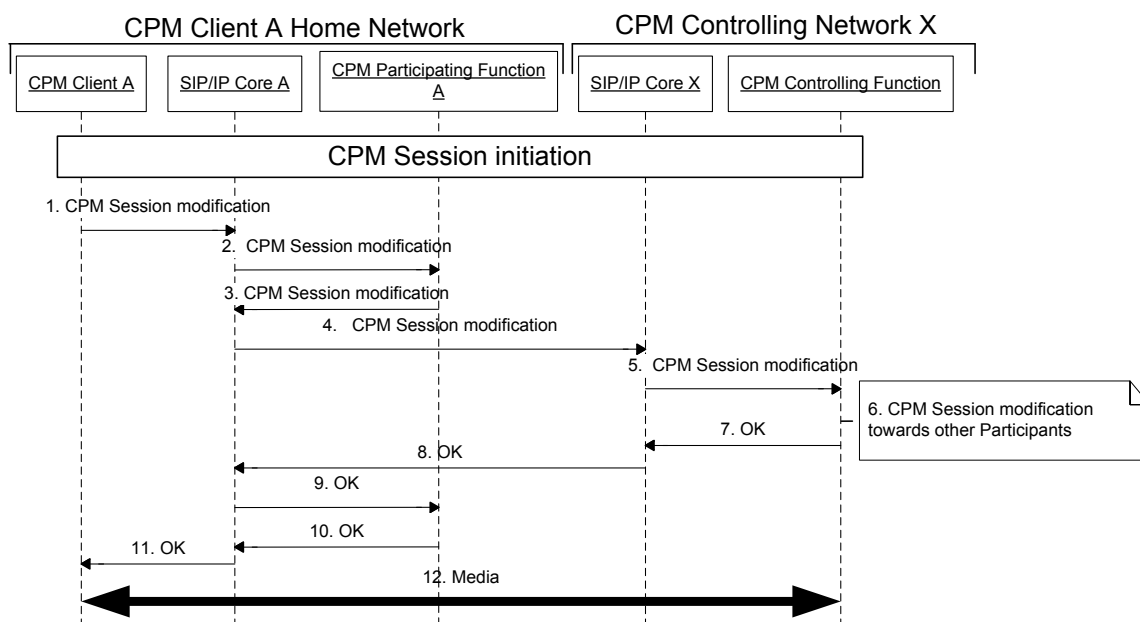 CPM Client A Home Network
CPM Controlling Network X
CPM Client A
SIP/IP Core A
CPM Participating Function
A
SIP/IP Core X
CPM Controlling Function
CPM Session initiation
1. CPM Session modification
2. CPM Session modification
3. CPM Session modification
4. CPM Session modification
5. CPM Session modification
6. CPM Session modification
towards other Participants
7. OK
8. OK
9. OK
10. OK
11. OK
12. Media